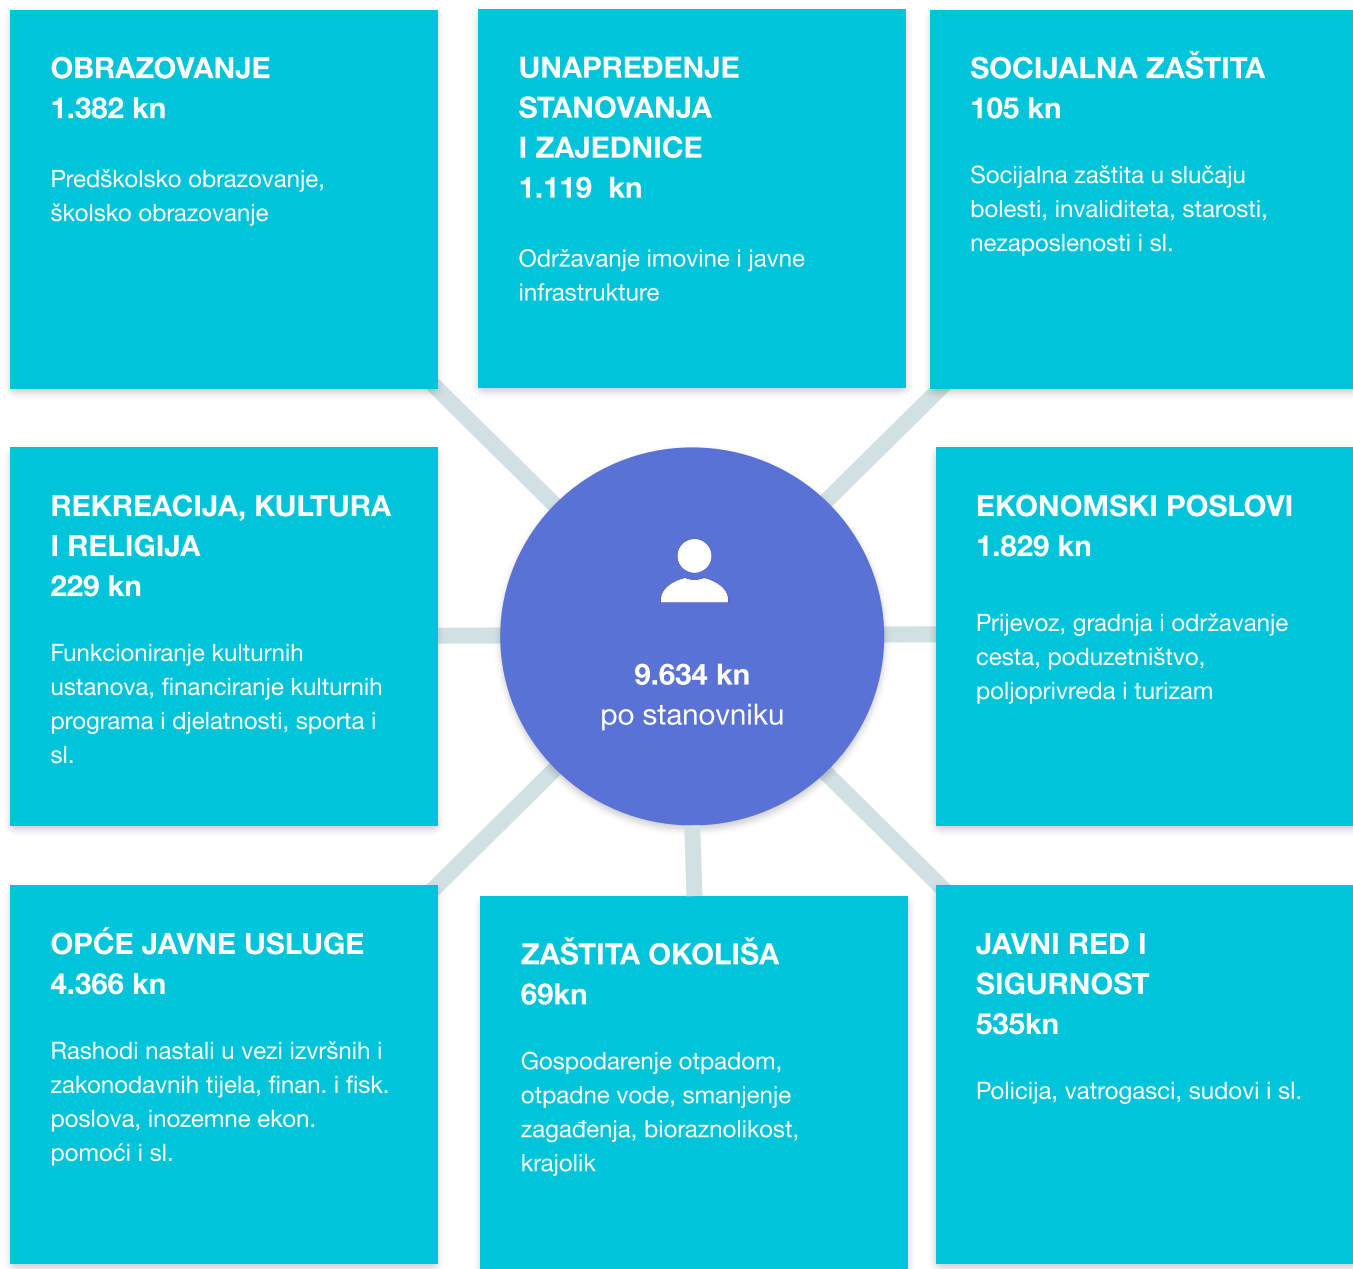 OBRAZOVANJE
1.382 kn
Predškolsko obrazovanje,
školsko obrazovanje
UNAPREĐENJE
STANOVANJA
I ZAJEDNICE
1.119  kn
Održavanje imovine i javne
infrastrukture
SOCIJALNA ZAŠTITA
105 kn
Socijalna zaštita u slučaju
bolesti, invaliditeta, starosti,
nezaposlenosti i sl.
REKREACIJA, KULTURA
I RELIGIJA
229 kn
Funkcioniranje kulturnih
ustanova, financiranje kulturnih
programa i djelatnosti, sporta i
sl.
9.634 kn
po stanovniku
EKONOMSKI POSLOVI
1.829 kn
Prijevoz, gradnja i održavanje
cesta, poduzetništvo,
poljoprivreda i turizam
OPĆE JAVNE USLUGE
4.366 kn
Rashodi nastali u vezi izvršnih i
zakonodavnih tijela, finan. i fisk.
poslova, inozemne ekon.
pomoći i sl.
ZAŠTITA OKOLIŠA
69kn
Gospodarenje otpadom,
otpadne vode, smanjenje
zagađenja, bioraznolikost,
krajolik
JAVNI RED I
SIGURNOST
535kn
Policija, vatrogasci, sudovi i sl.